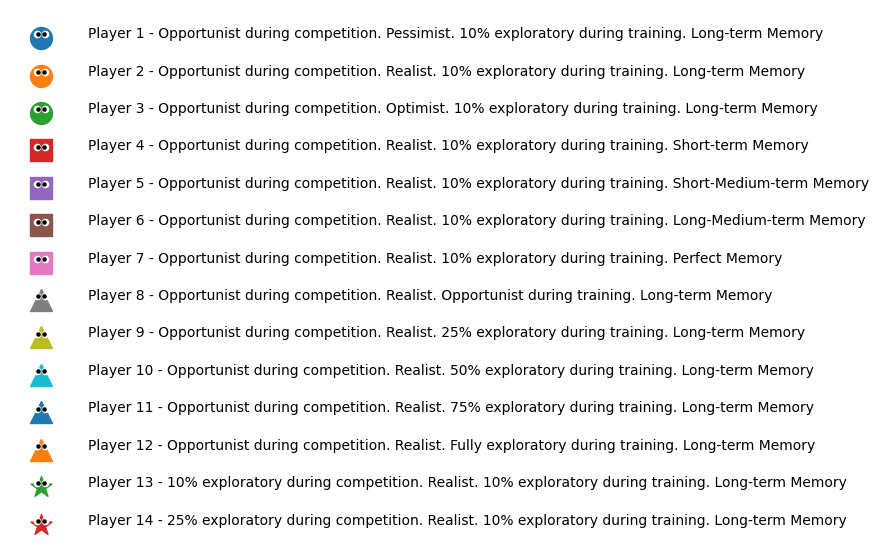 Player 1 - Opportunist during competition. Pessimist. 10% exploratory during training. Long-term Memory
Player 2 - Opportunist during competition. Realist. 10% exploratory during training. Long-term Memory
Player 3 - Opportunist during competition. Optimist. 10% exploratory during training. Long-term Memory
Player 4 - Opportunist during competition. Realist. 10% exploratory during training. Short-term Memory
Player 5 - Opportunist during competition. Realist. 10% exploratory during training. Short-Medium-term Memory
Player 6 - Opportunist during competition. Realist. 10% exploratory during training. Long-Medium-term Memory
Player 7 - Opportunist during competition. Realist. 10% exploratory during training. Perfect Memory
Player 8 - Opportunist during competition. Realist. Opportunist during training. Long-term Memory
Player 9 - Opportunist during competition. Realist. 25% exploratory during training. Long-term Memory
Player 10 - Opportunist during competition. Realist. 50% exploratory during training. Long-term Memory
Player 11 - Opportunist during competition. Realist. 75% exploratory during training. Long-term Memory
Player 12 - Opportunist during competition. Realist. Fully exploratory during training. Long-term Memory
Player 13 - 10% exploratory during competition. Realist. 10% exploratory during training. Long-term Memory
Player 14 - 25% exploratory during competition. Realist. 10% exploratory during training. Long-term Memory